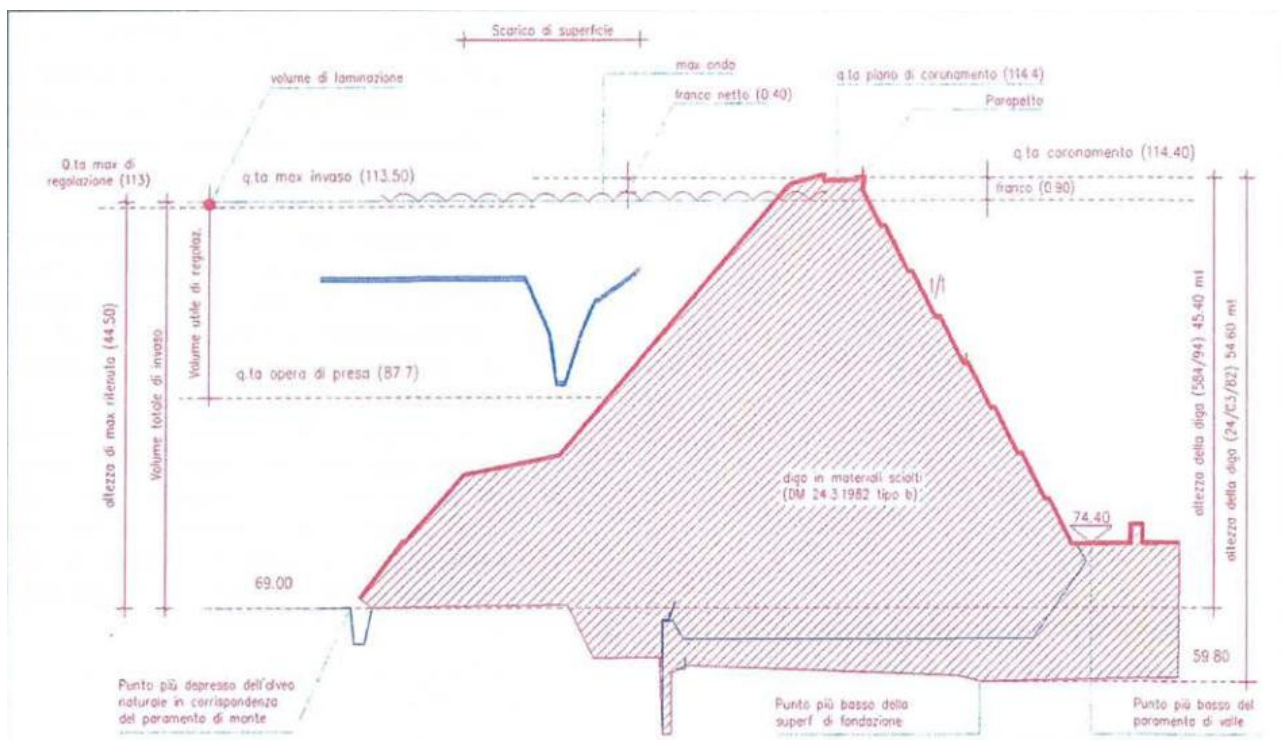 Scarico di superficie
volume di laminazione
max onda
q.ta piano di corunamento (114.4)
franco netto (0.40)
Parapetto
Q.ta max di
regolazione (113)
q.ta max invaso (113.50)
q.ta coronamento (114.40)
franco (0.90)
Volume utile di regolaz.
altezza di max ritenuta (44.50)
Volume totale di invaso
q.ta opera di presa (87.7)
1/1
altezza della diga (584/94) 45.40 mt
altezza della diga (24/03/82) 54.60 mt
diga in materiali sciolti
(DM 24.3.1982 tipo b)
74.40
69.00
59.80
Punto più depresso dell'alveo
naturale in corrispondenza
del paramento di monte
Punto più basso della
superf. di fondazione
Punto più basso del
paramento di valle